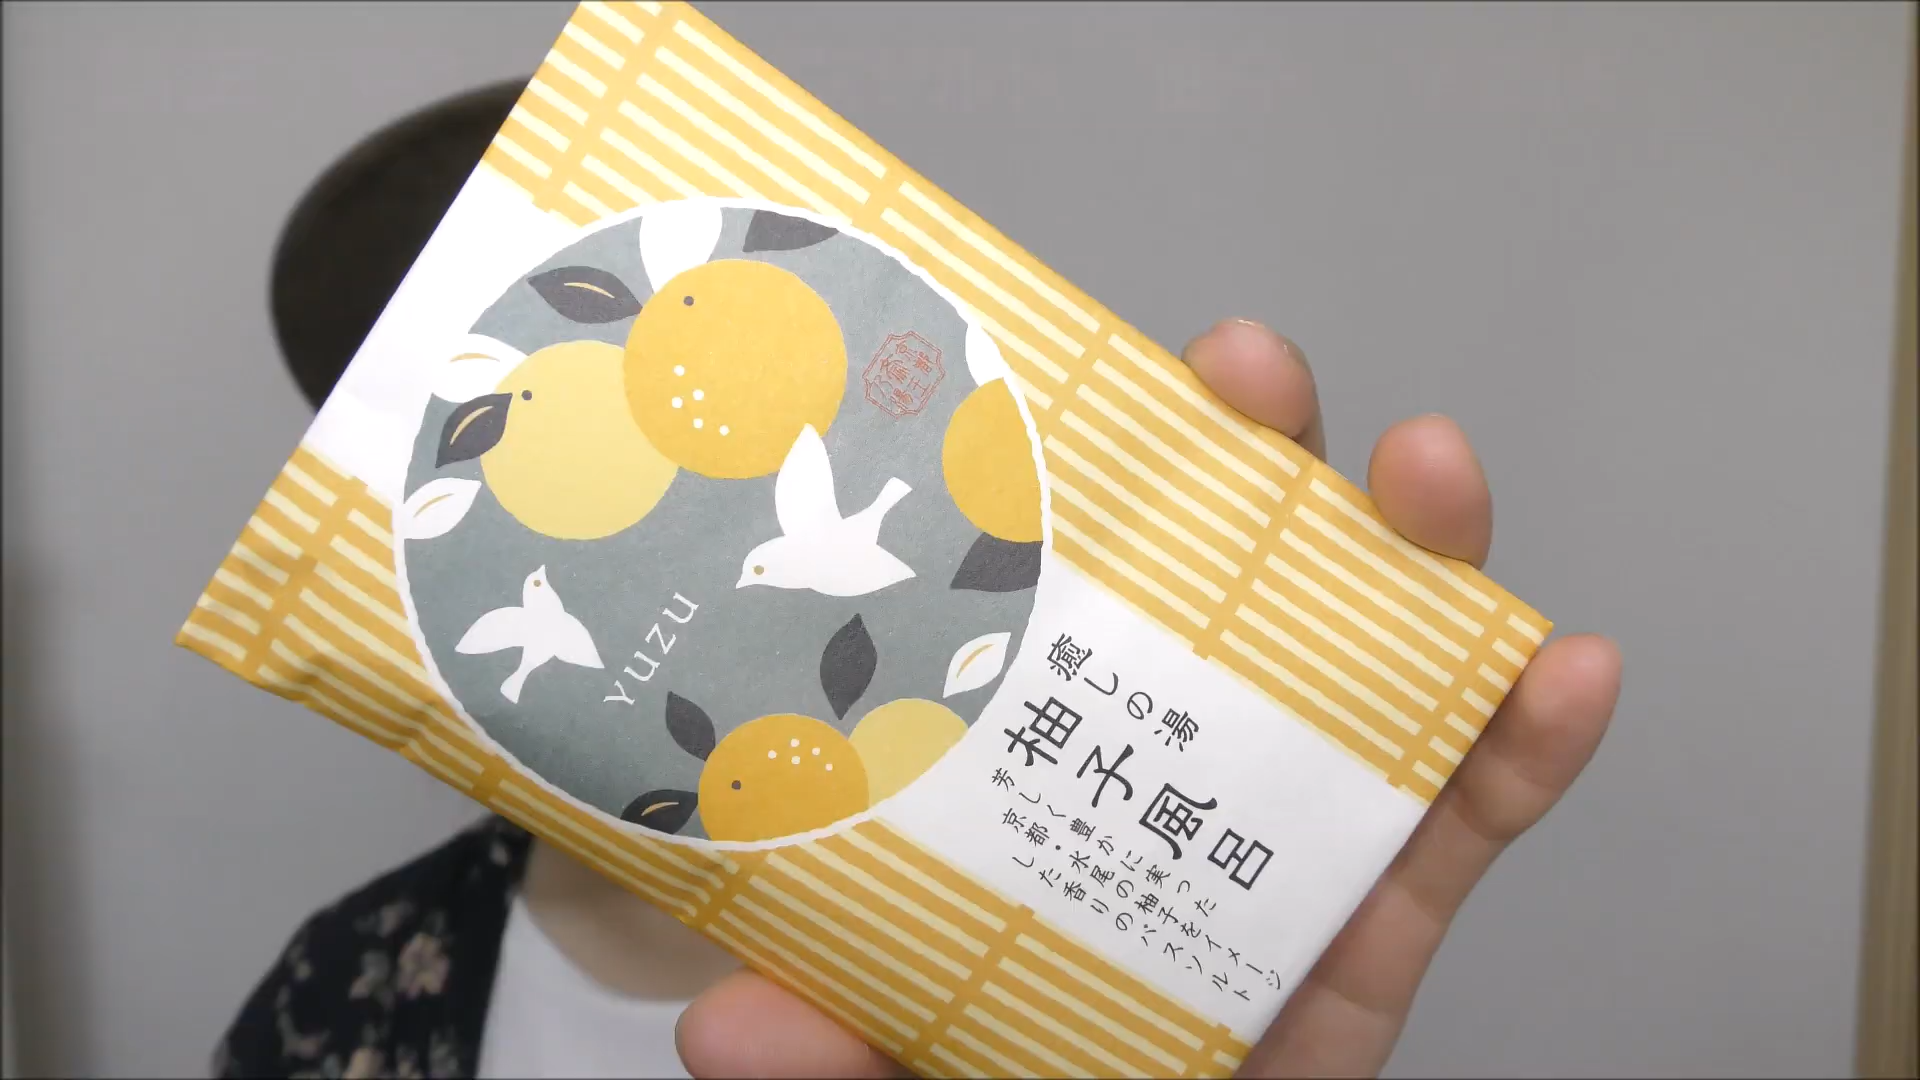 癒しの湯
柚子風呂
芳しく豊かに実った
京都・水尾の柚子をイメージ
した香りのバスソルト
yuzu